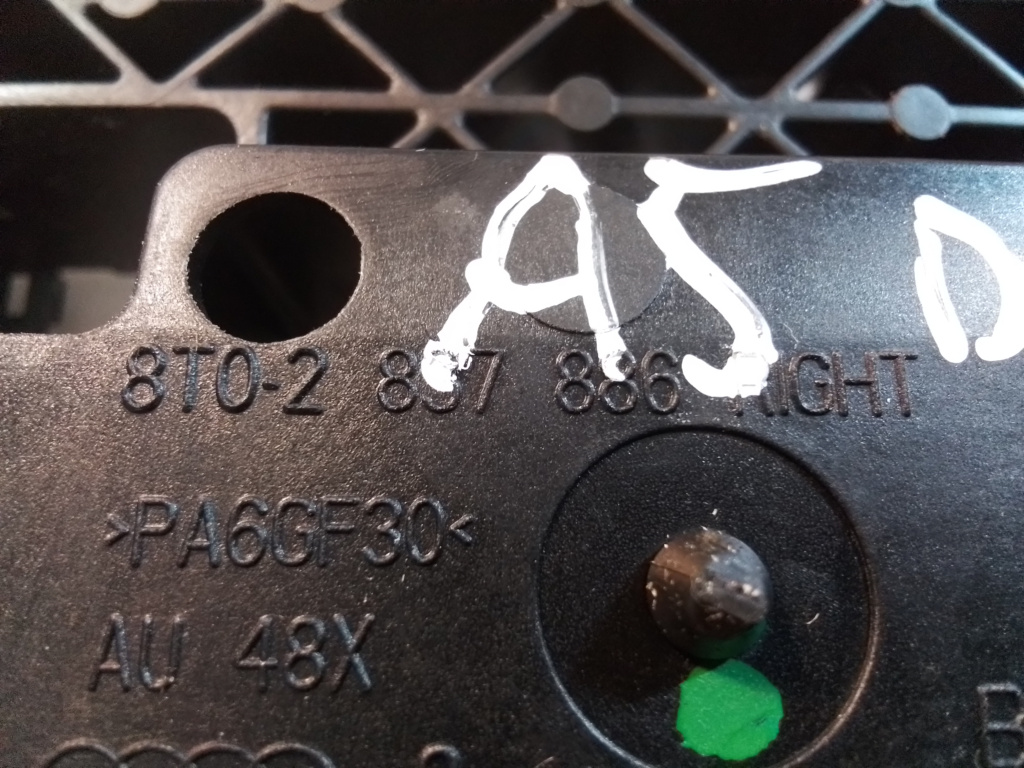 A5 D
8T0-2 837 886 RIGHT
>PA6GF30<
AU 48X